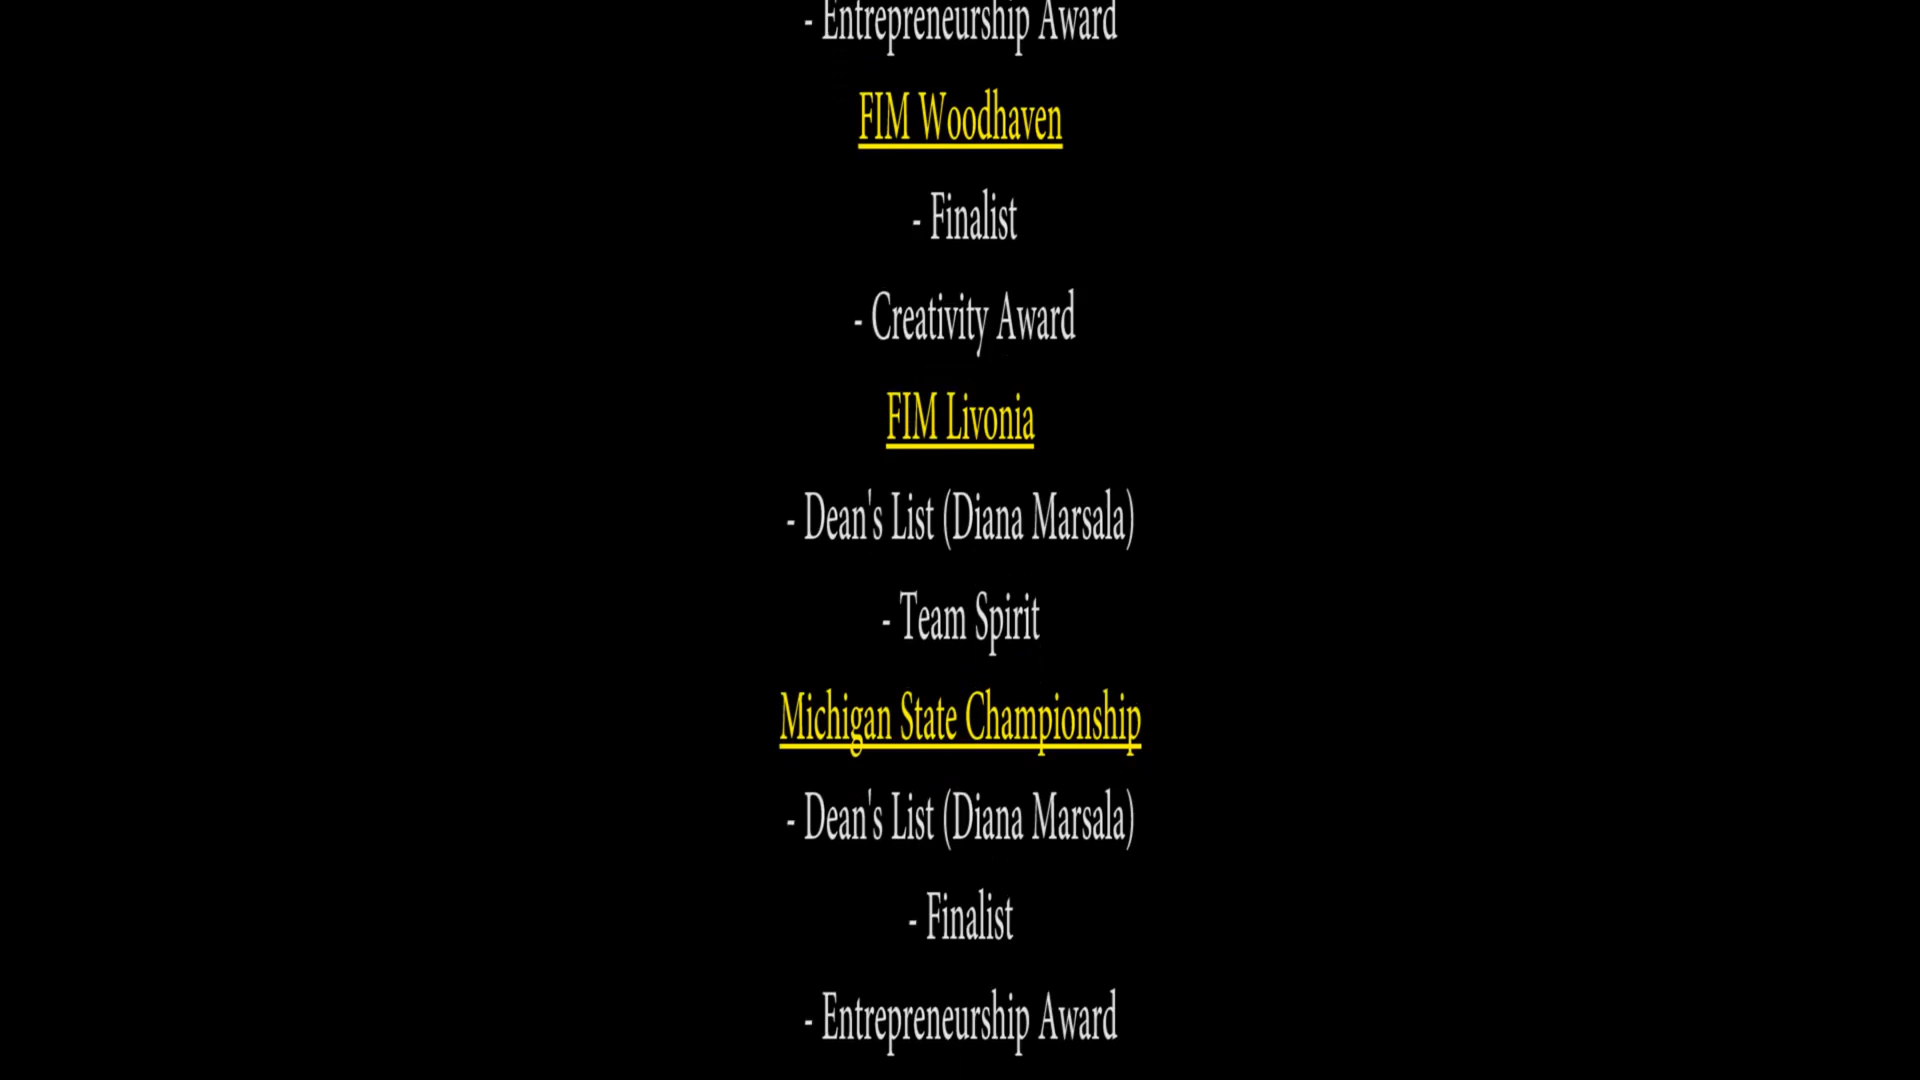 - Entrepreneurship Award
FIM Woodhaven
- Finalist
- Creativity Award
FIM Livonia
- Dean's List (Diana Marsala)
- Team Spirit
Michigan State Championship
- Dean's List (Diana Marsala)
- Finalist
- Entrepreneurship Award